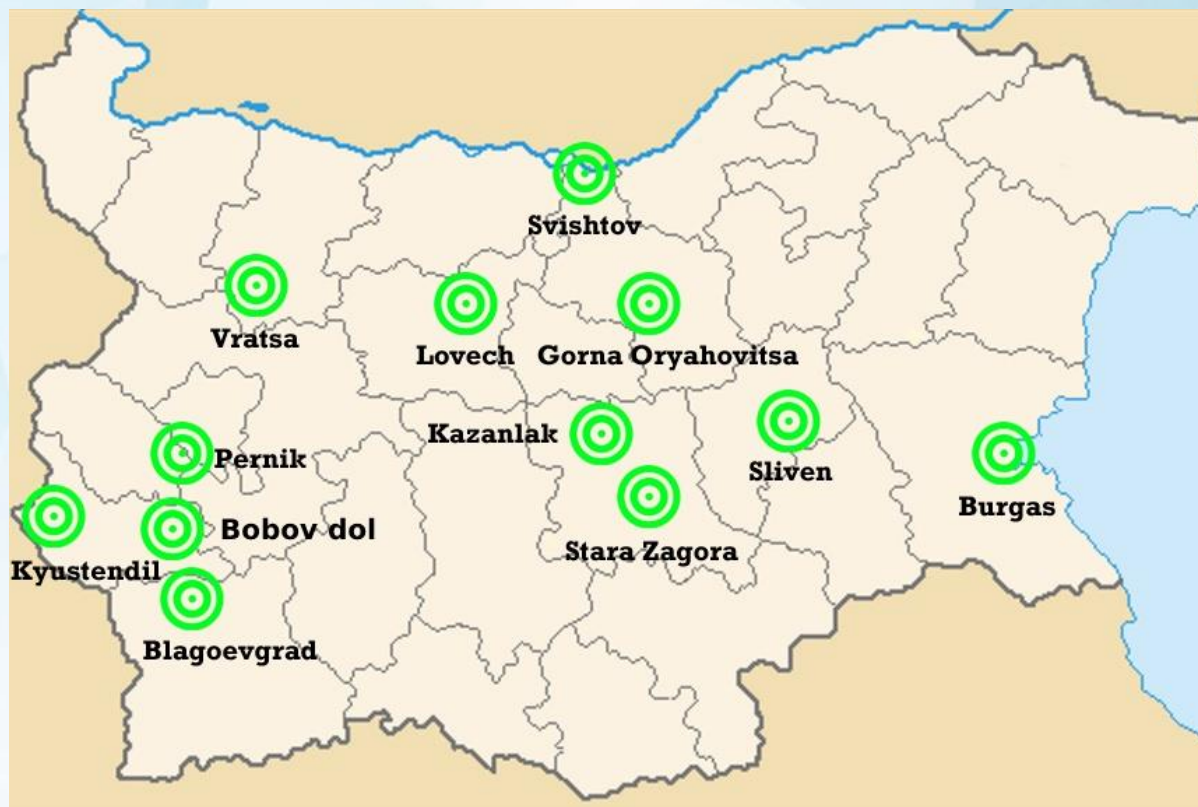 Svishtov
Vratsa
Lovech
Gorna Oryahovitsa
Kazanlak
Pernik
Sliven
Burgas
Bobov dol
Stara Zagora
Kyustendil
Blagoevgrad